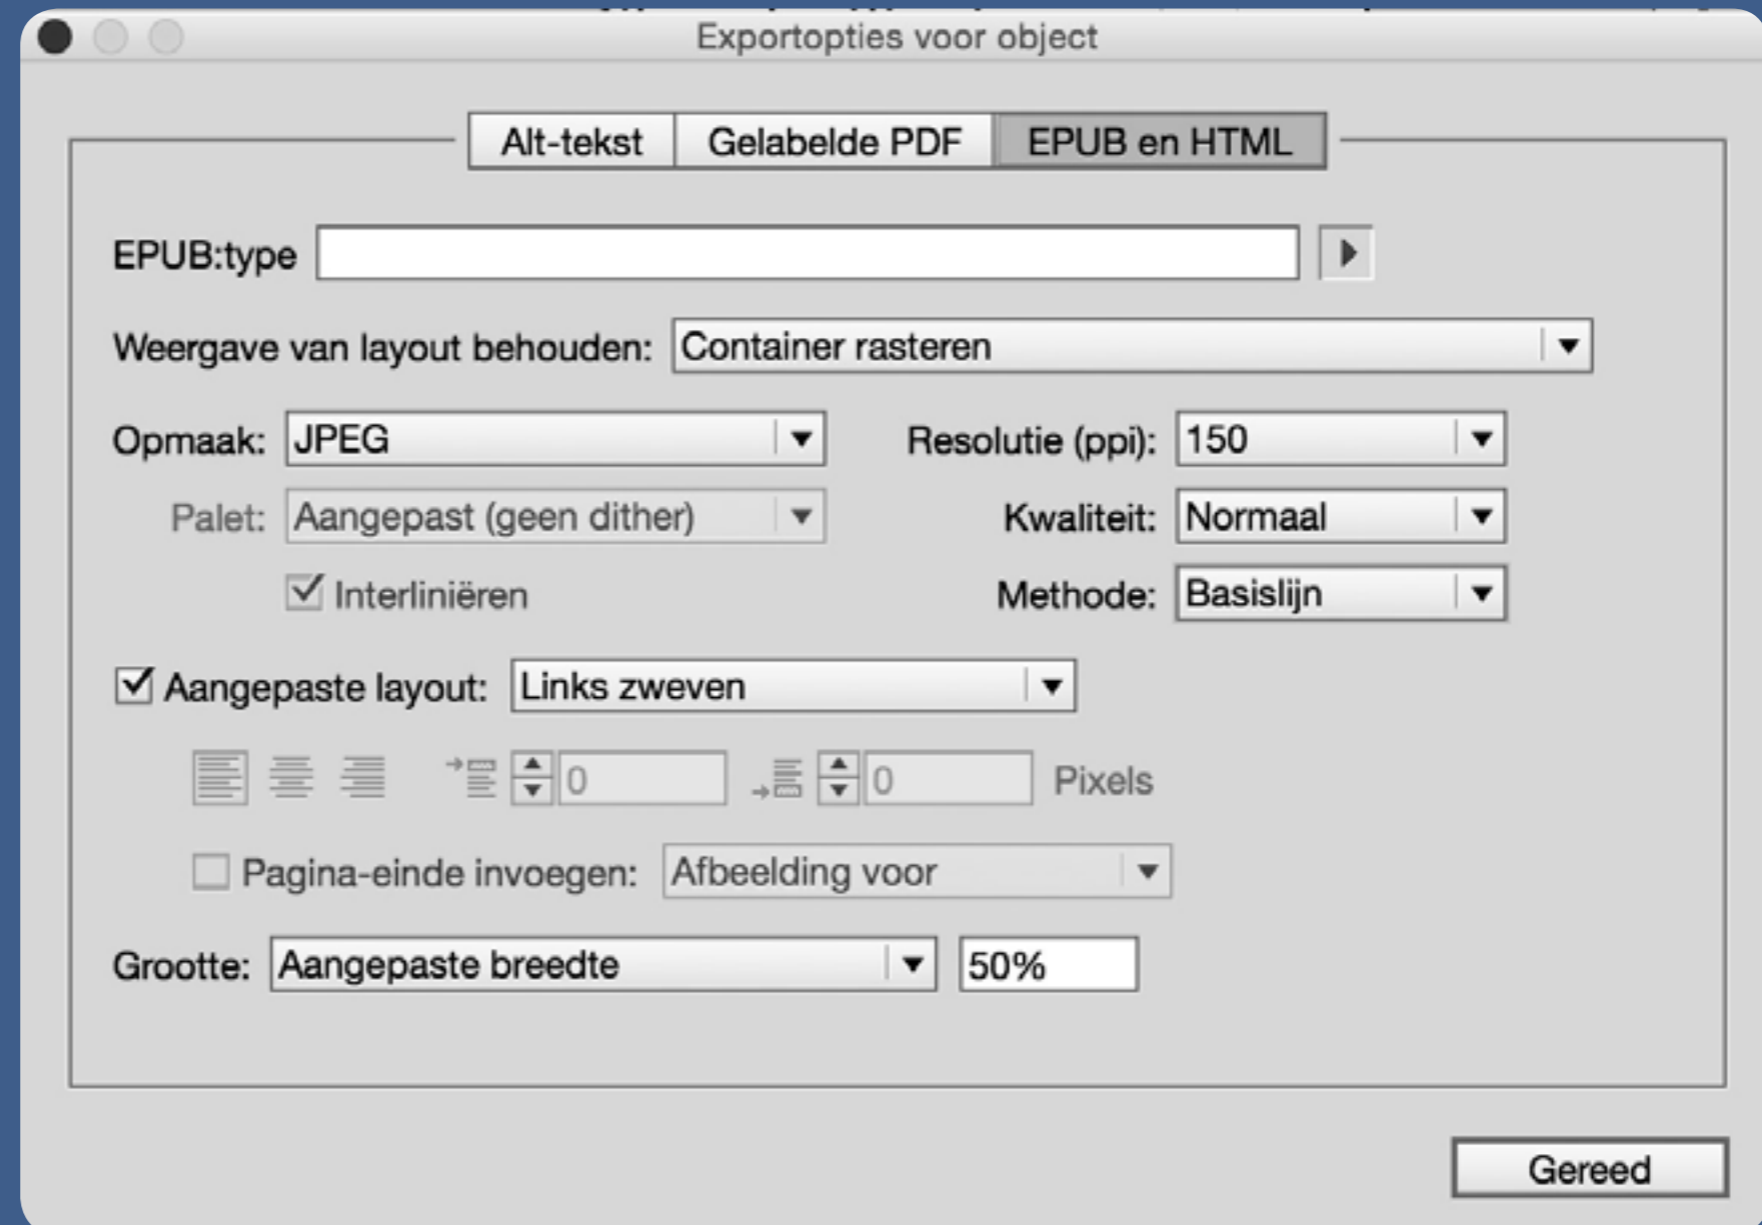 Exportopties voor object
Alt-tekst Gelabelde PDF EPUB en HTML
EPUB:type
Weergave van layout behouden: Container rasteren
Opmaak: JPEG Resolutie (ppi): 150
Palet: Aangepast (geen dither) Kwaliteit: Normaal
Interliniëren Methode: Basislijn
Aangepaste layout: Links zweven
0 0 Pixels
Pagina-einde invoegen: Afbeelding voor
Grootte: Aangepaste breedte 50%
Gereed